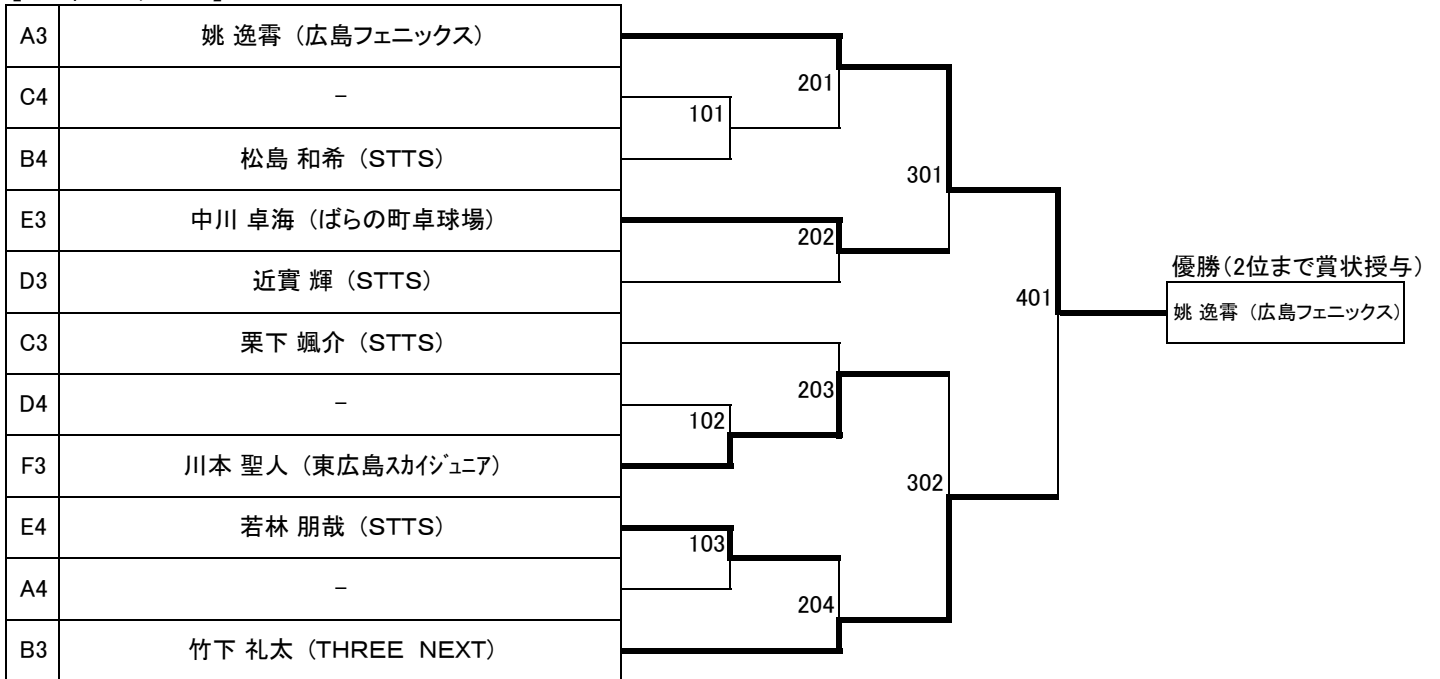 A3 姚 逸霄 (広島フェニックス)
C4 -
B4 松島 和希 (STTS)
E3 中川 卓海 (ばらの町卓球場)
D3 近實 輝 (STTS)
C3 栗下 颯介 (STTS)
D4 -
F3 川本 聖人 (東広島ｽｶｲｼﾞｭﾆｱ)
E4 若林 朋哉 (STTS)
A4 -
B3 竹下 礼太 (THREE NEXT)
101
102
103
201
202
203
204
301
302
401
優勝(2位まで賞状授与)
姚 逸霄 (広島フェニックス)